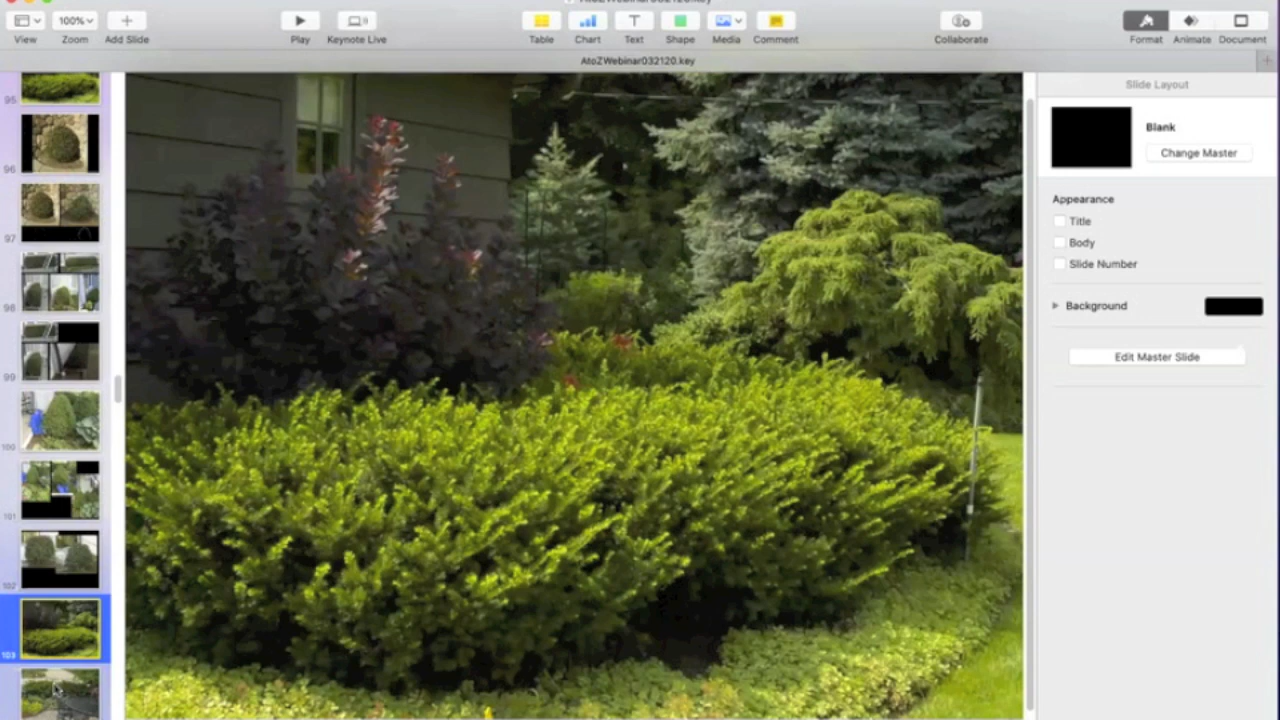 AtoZWebinar032120.key
100%
View
Zoom
Add Slide
Play
Keynote Live
Table
Chart
Text
Shape
Media
Comment
Collaborate
Format
Animate
Document
AtoZWebinar032120.key
95
96
97
98
99
100
101
102
103
Slide Layout
Blank
Change Master
Appearance
Title
Body
Slide Number
Background
Edit Master Slide